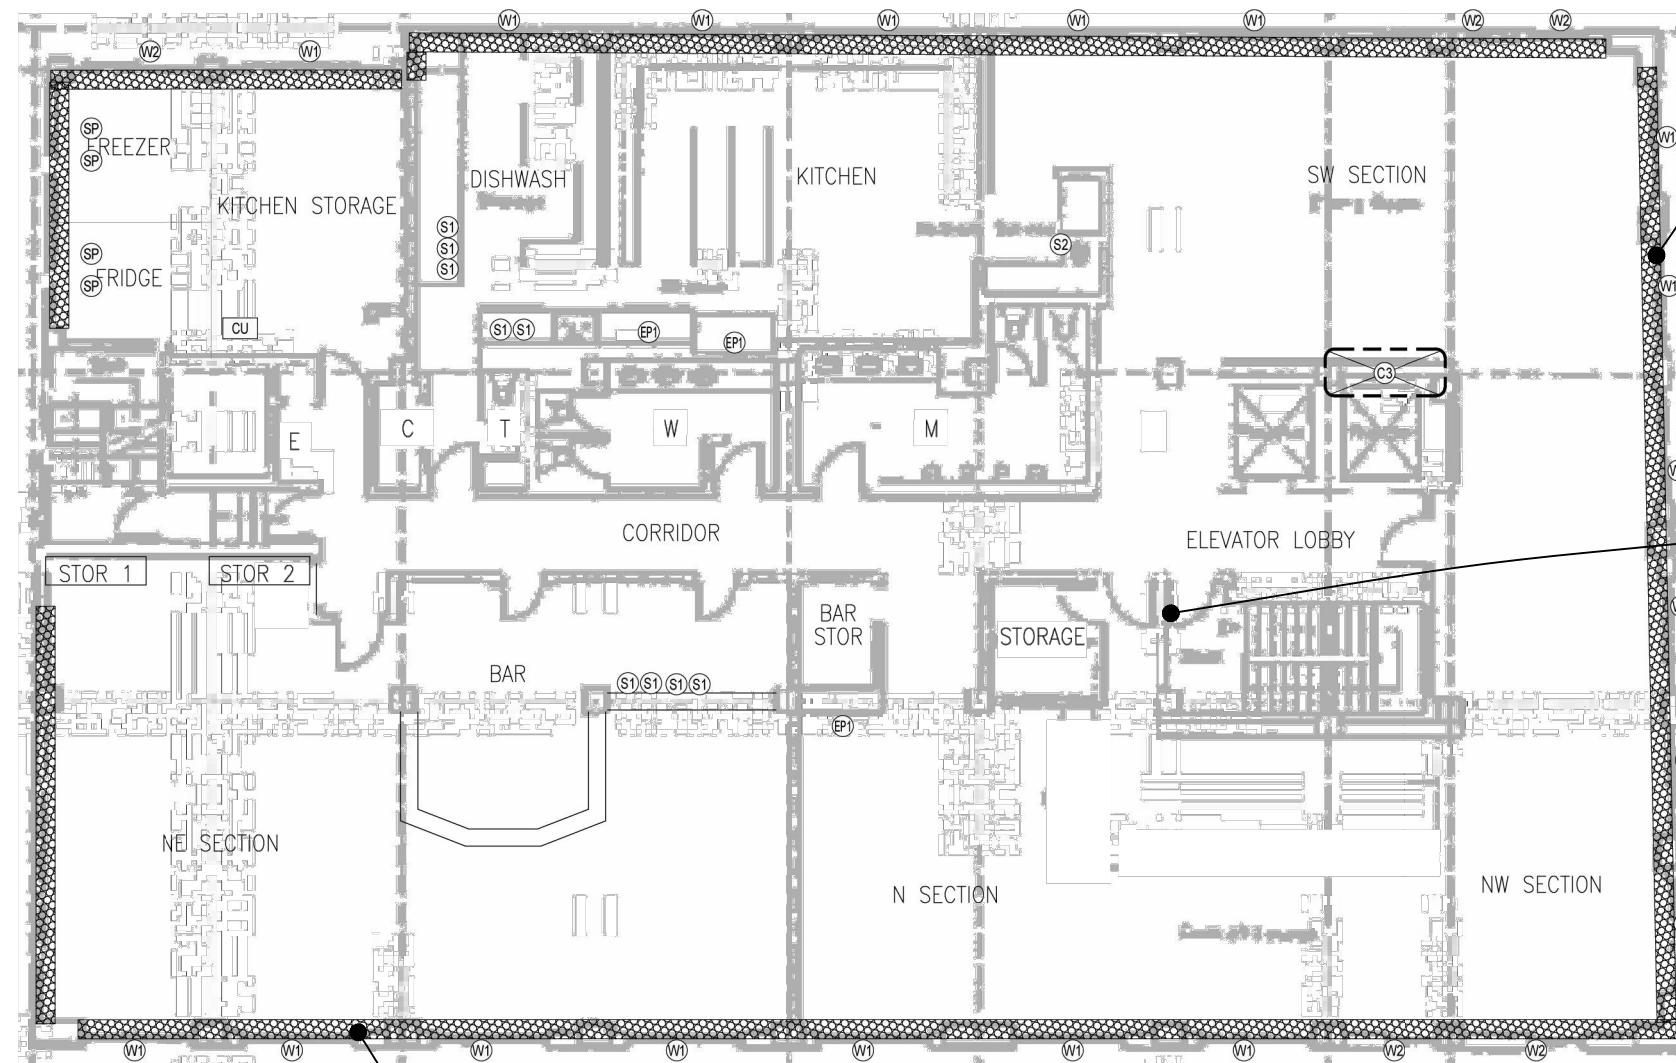 W1 W1 W1 W1 W1 W2 W2
W2 W1
SP
FREEZER
SP
W1
DISHWASH
KITCHEN
SW SECTION
KITCHEN STORAGE
S1
S1
S1
S2
SP
FRIDGE
SP
W1
CU
S1 S1
EP1
EP1
C3
E
C
T
W
M
CORRIDOR
ELEVATOR LOBBY
STOR 1
STOR 2
BAR
STOR
STORAGE
BAR
S1 S1 S1 S1
EP1
NE SECTION
N SECTION
NW SECTION
W1 W1 W1 W1 W1 W1 W1 W2 W2